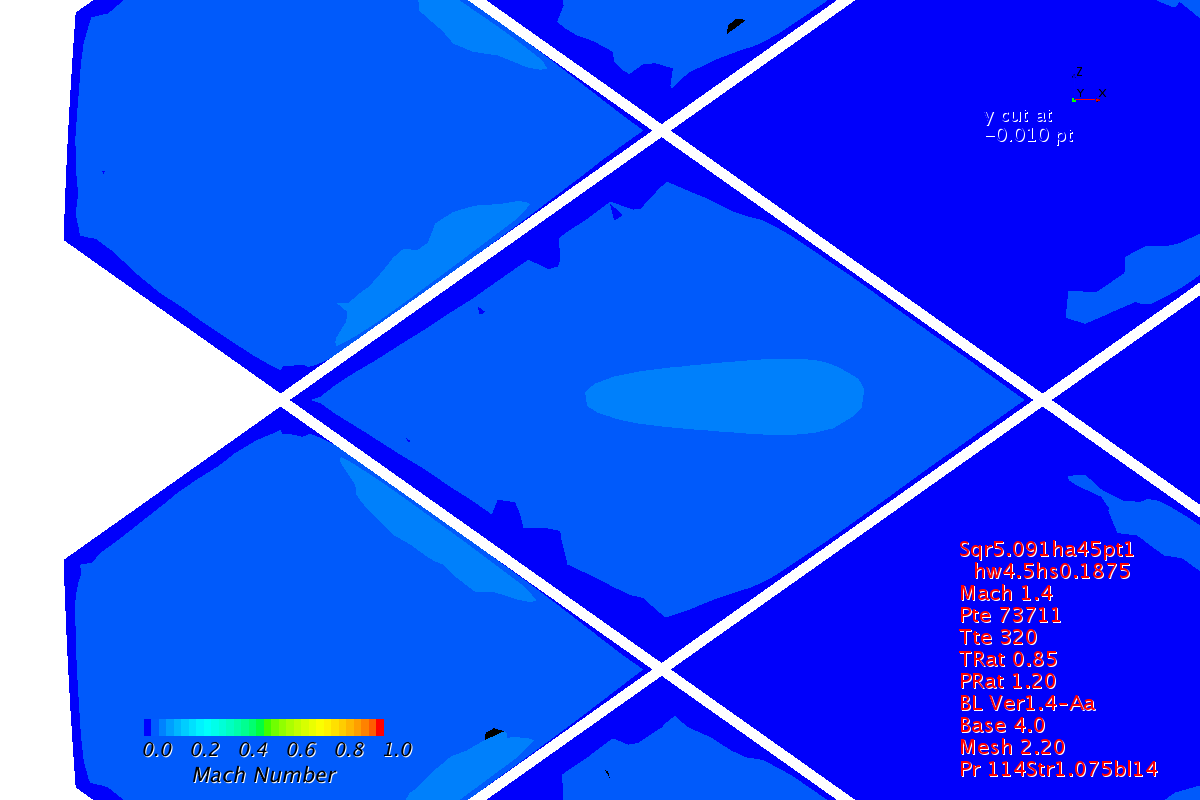 Z
Y X
y cut at
−0.010 pt
Sqr5.091ha45pt1
hw4.5hs0.1875
Mach 1.4
Pte 73711
Tte 320
TRat 0.85
PRat 1.20
BL Ver1.4−Aa
Base 4.0
Mesh 2.20
Pr 114Str1.075bl14
0.0 0.2 0.4 0.6 0.8 1.0
Mach Number